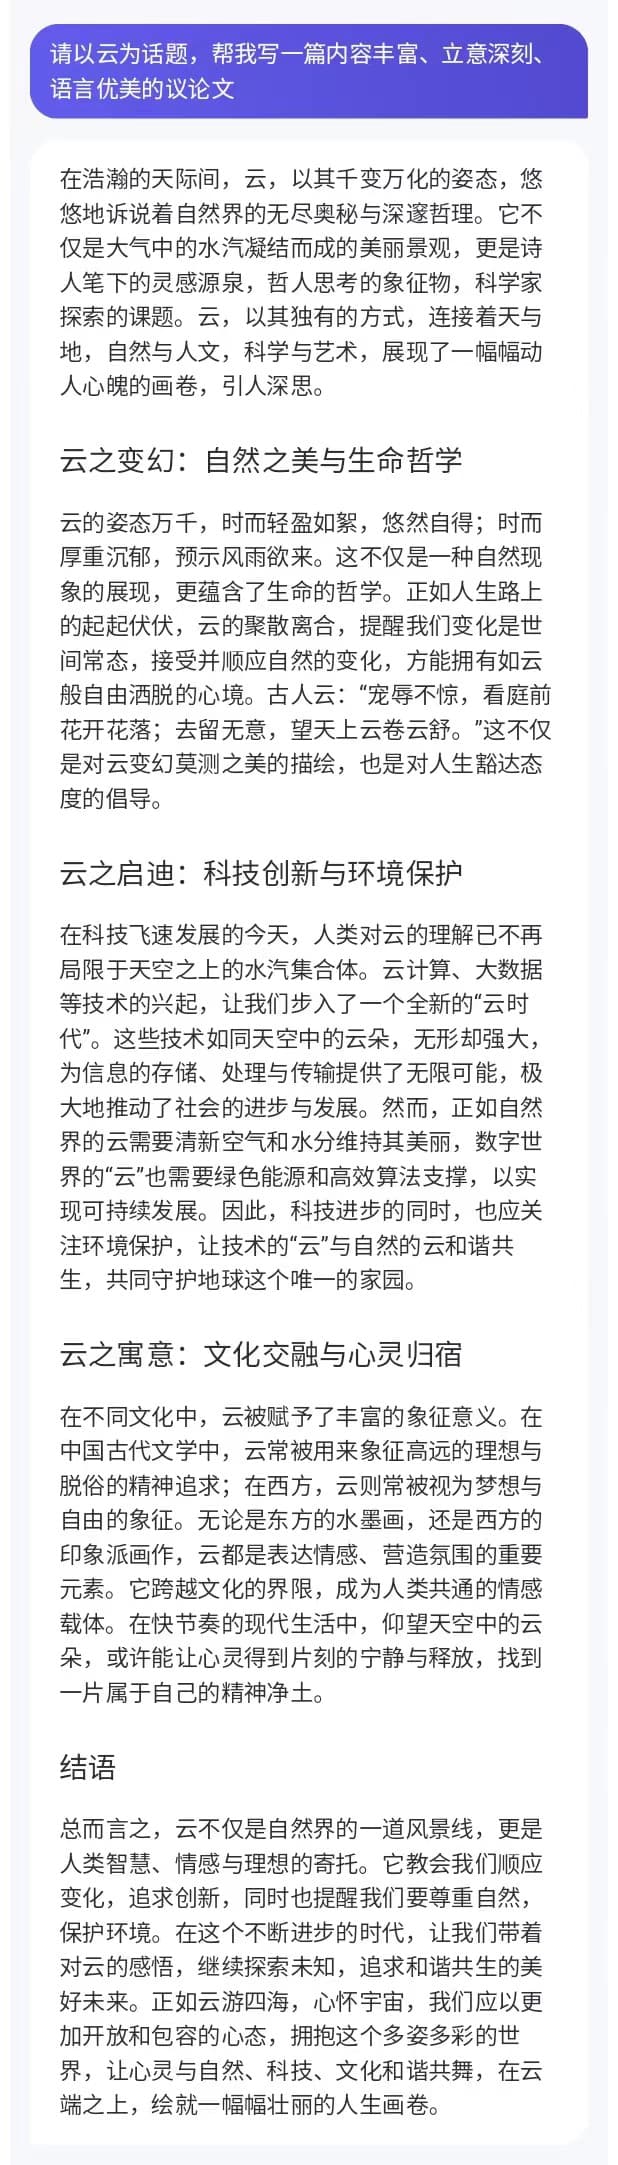 请以云为话题，帮我写一篇内容丰富、立意深刻、
语言优美的议论文
在浩瀚的天际间，云，以其千变万化的姿态，悠
悠地诉说着自然界的无尽奥秘与深邃哲理。它不
仅是大气中的水汽凝结而成的美丽景观，更是诗
人笔下的灵感源泉，哲人思考的象征物，科学家
探索的课题。云，以其独有的方式，连接着天与
地，自然与人文，科学与艺术，展现了一幅幅动
人心魄的画卷，引人深思。
云之变幻：自然之美与生命哲学
云的姿态万千，时而轻盈如絮，悠然自得；时而
厚重沉郁，预示风雨欲来。这不仅是一种自然现
象的展现，更蕴含了生命的哲学。正如人生路上
的起起伏伏，云的聚散离合，提醒我们变化是世
间常态，接受并顺应自然的变化，方能拥有如云
般自由洒脱的心境。古人云：“宠辱不惊，看庭前
花开花落；去留无意，望天上云卷云舒。”这不仅
是对云变幻莫测之美的描绘，也是对人生豁达态
度的倡导。
云之启迪：科技创新与环境保护
在科技飞速发展的今天，人类对云的理解已不再
局限于天空之上的水汽集合体。云计算、大数据
等技术的兴起，让我们步入了一个全新的“云时
代”。这些技术如同天空中的云朵，无形却强大，
为信息的存储、处理与传输提供了无限可能，极
大地推动了社会的进步与发展。然而，正如自然
界的云需要清新空气和水分维持其美丽，数字世
界的“云”也需要绿色能源和高效算法支撑，以实
现可持续发展。因此，科技进步的同时，也应关
注环境保护，让技术的“云”与自然的云和谐共
生，共同守护地球这个唯一的家园。
云之寓意：文化交融与心灵归宿
在不同文化中，云被赋予了丰富的象征意义。在
中国古代文学中，云常被用来象征高远的理想与
脱俗的精神追求；在西方，云则常被视为梦想与
自由的象征。无论是东方的水墨画，还是西方的
印象派画作，云都是表达情感、营造氛围的重要
元素。它跨越文化的界限，成为人类共通的情感
载体。在快节奏的现代生活中，仰望天空中的云
朵，或许能让心灵得到片刻的宁静与释放，找到
一片属于自己的精神净土。
结语
总而言之，云不仅是自然界的一道风景线，更是
人类智慧、情感与理想的寄托。它教会我们顺应
变化，追求创新，同时也提醒我们要尊重自然，
保护环境。在这个不断进步的时代，让我们带着
对云的感悟，继续探索未知，追求和谐共生的美
好未来。正如云游四海，心怀宇宙，我们应以更
加开放和包容的心态，拥抱这个多姿多彩的世
界，让心灵与自然、科技、文化和谐共舞，在云
端之上，绘就一幅幅壮丽的人生画卷。